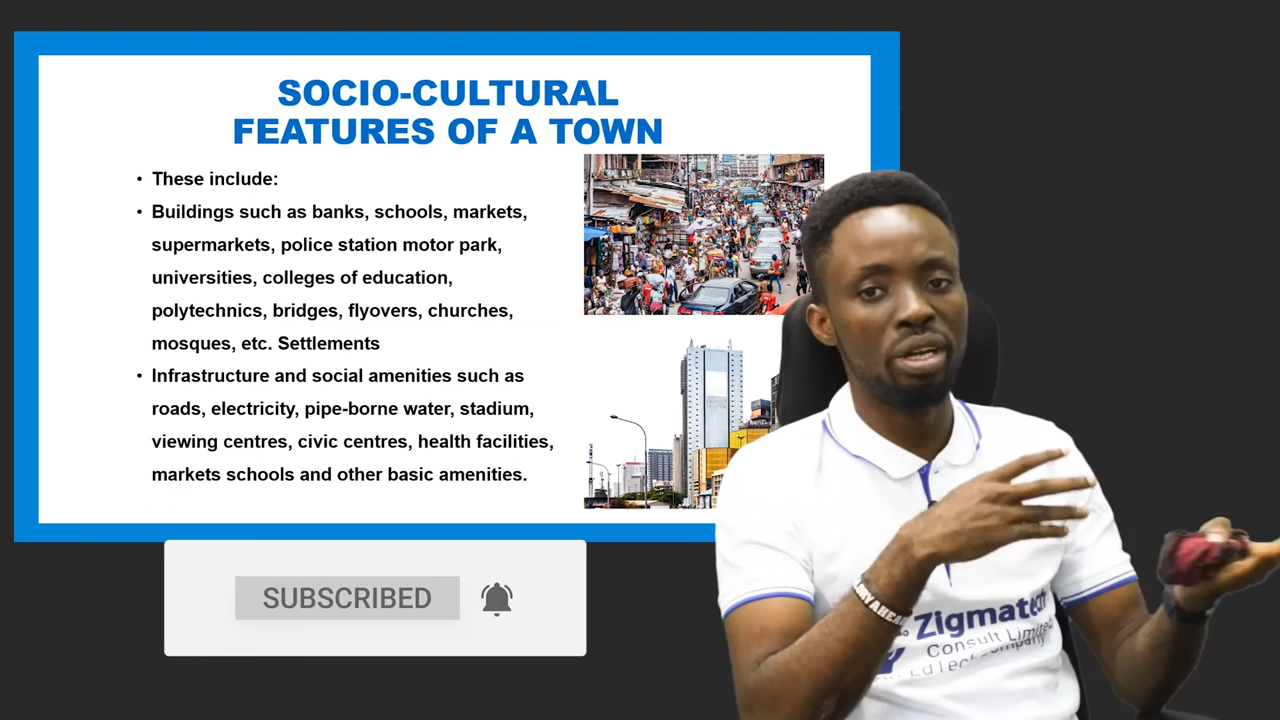 SOCIO-CULTURAL
FEATURES OF A TOWN
• These include:
• Buildings such as banks, schools, markets,
supermarkets, police station motor park,
universities, colleges of education,
polytechnics, bridges, flyovers, churches,
mosques, etc. Settlements
• Infrastructure and social amenities such as
roads, electricity, pipe-borne water, stadium,
viewing centres, civic centres, health facilities,
markets schools and other basic amenities.
SUBSCRIBED
Zigmatech
Consult Limited
EdTech Company